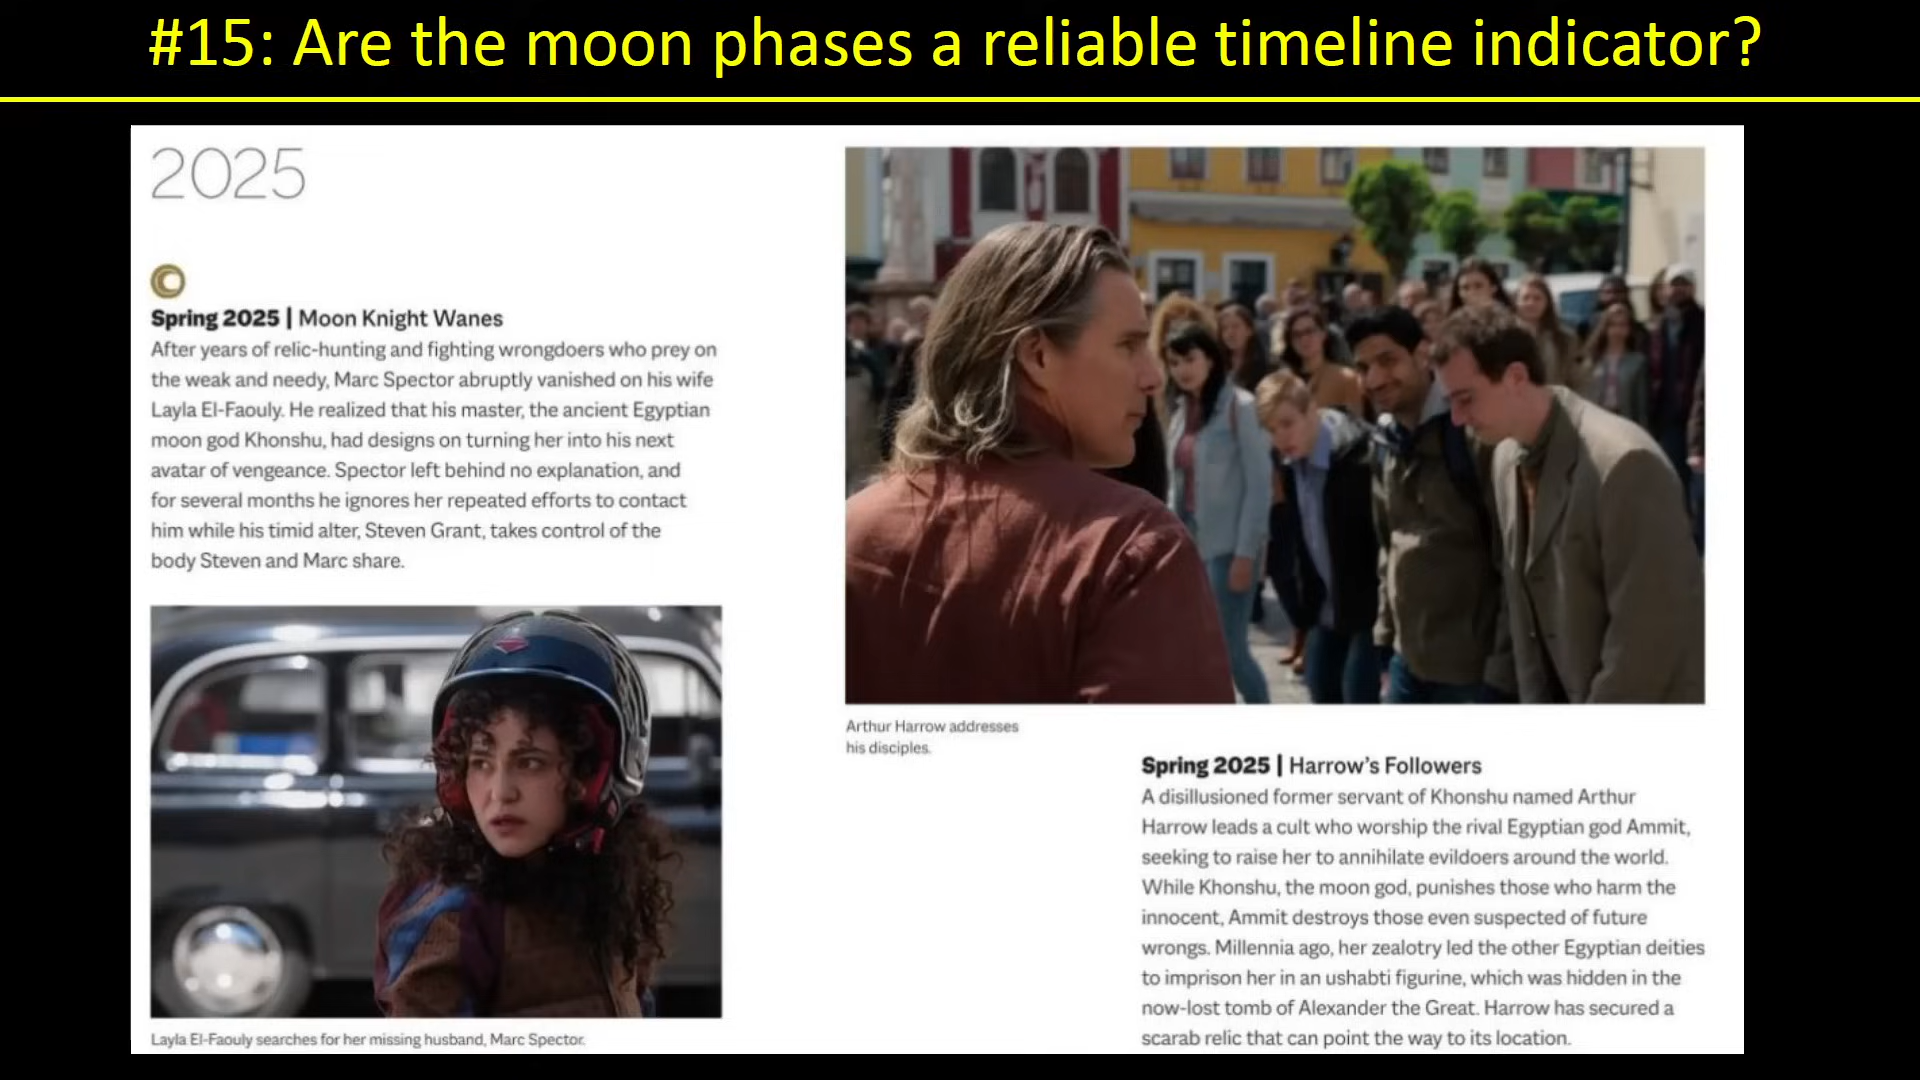 #15: Are the moon phases a reliable timeline indicator?
2025
Spring 2025 | Moon Knight Wanes
After years of relic-hunting and fighting wrongdoers who prey on
the weak and needy, Marc Spector abruptly vanished on his wife
Layla El-Faouly. He realized that his master, the ancient Egyptian
moon god Khonshu, had designs on turning her into his next
avatar of vengeance. Spector left behind no explanation, and
for several months he ignores her repeated efforts to contact
him while his timid alter, Steven Grant, takes control of the
body Steven and Marc share.
Layla El-Faouly searches for her missing husband, Marc Spector.
Arthur Harrow addresses
his disciples.
Spring 2025 | Harrow's Followers
A disillusioned former servant of Khonshu named Arthur
Harrow leads a cult who worship the rival Egyptian god Ammit,
seeking to raise her to annihilate evildoers around the world.
While Khonshu, the moon god, punishes those who harm the
innocent, Ammit destroys those even suspected of future
wrongs. Millennia ago, her zealotry led the other Egyptian deities
to imprison her in an ushabti figurine, which was hidden in the
now-lost tomb of Alexander the Great. Harrow has secured a
scarab relic that can point the way to its location.